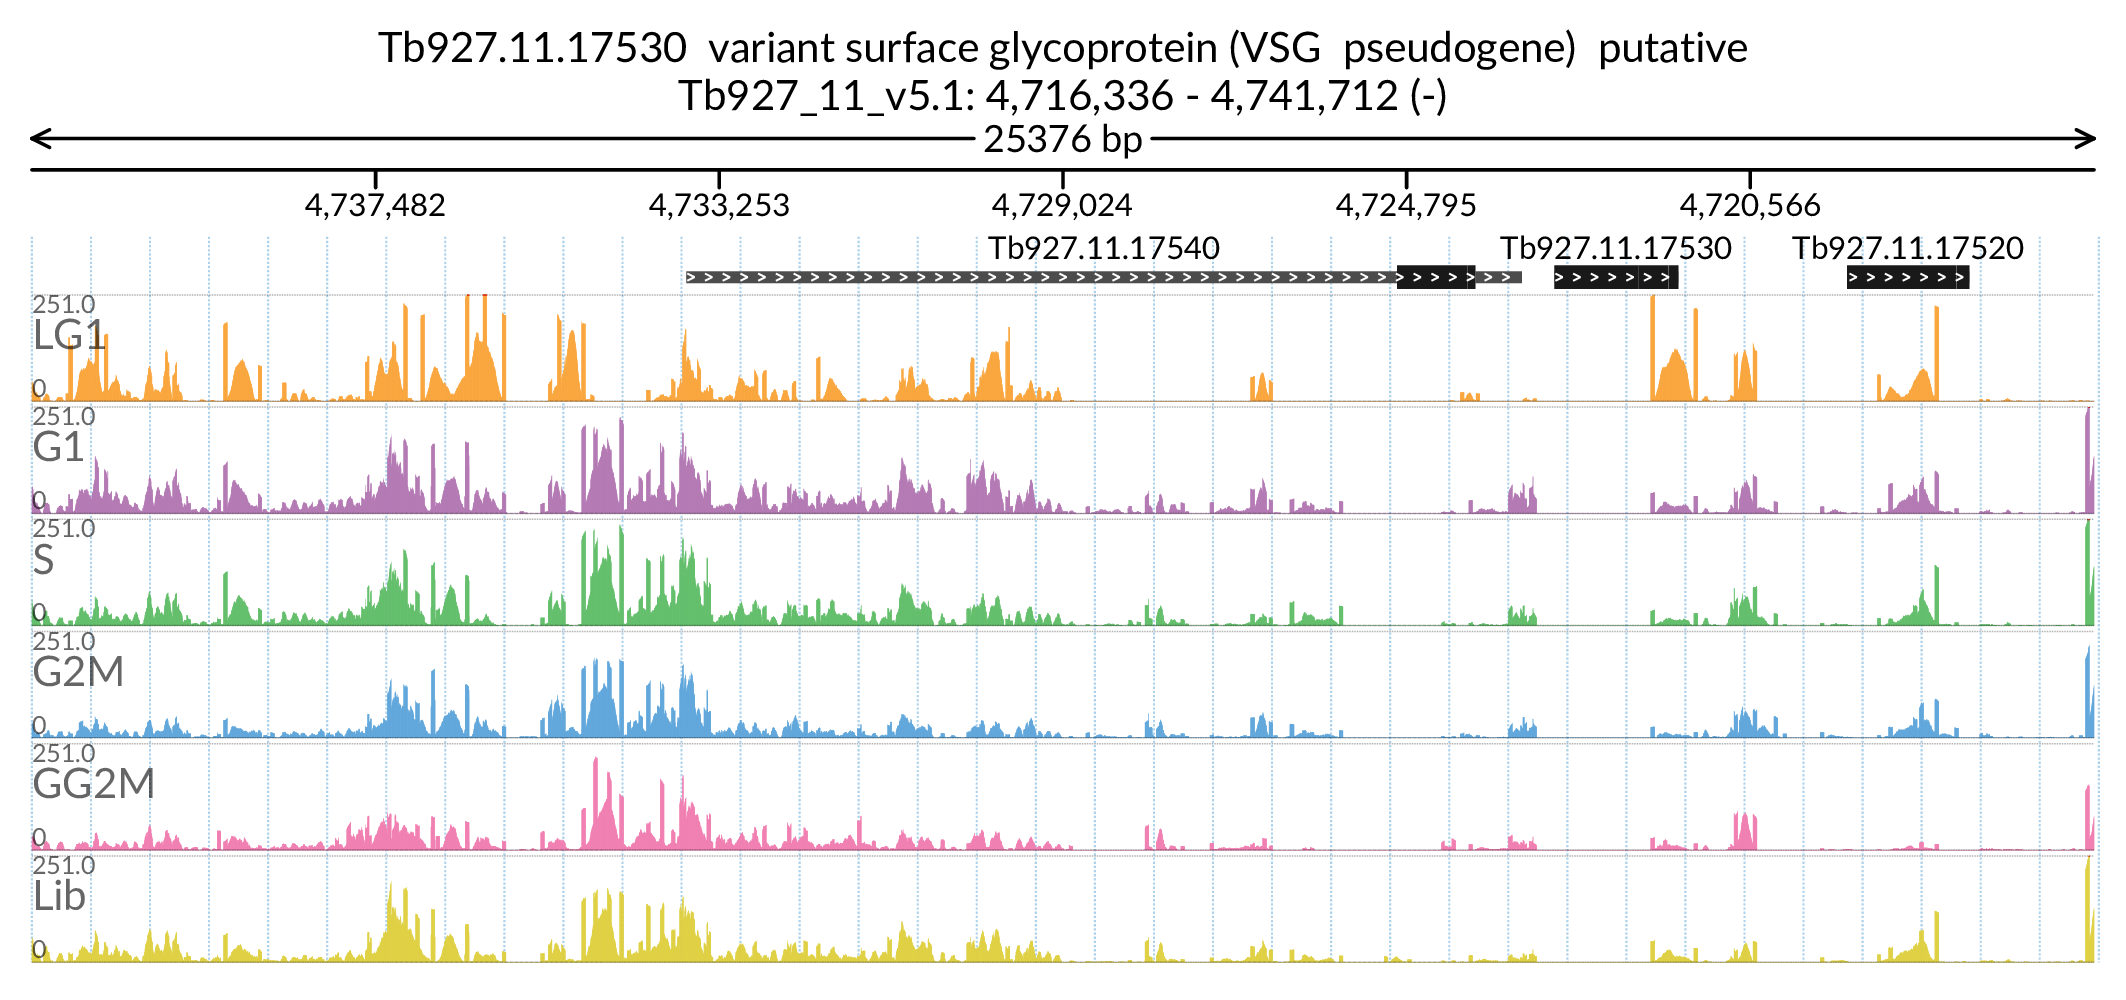 Tb927.11.17530 variant surface glycoprotein (VSG pseudogene) putative
Tb927_11_v5.1: 4,716,336 - 4,741,712 (-)
25376 bp
4,737,482 4,733,253 4,729,024 4,724,795 4,720,566
Tb927.11.17540 Tb927.11.17530 Tb927.11.17520
251.0
LG1
0
251.0
G1
0
251.0
S
0
251.0
G2M
0
251.0
GG2M
0
251.0
Lib
0